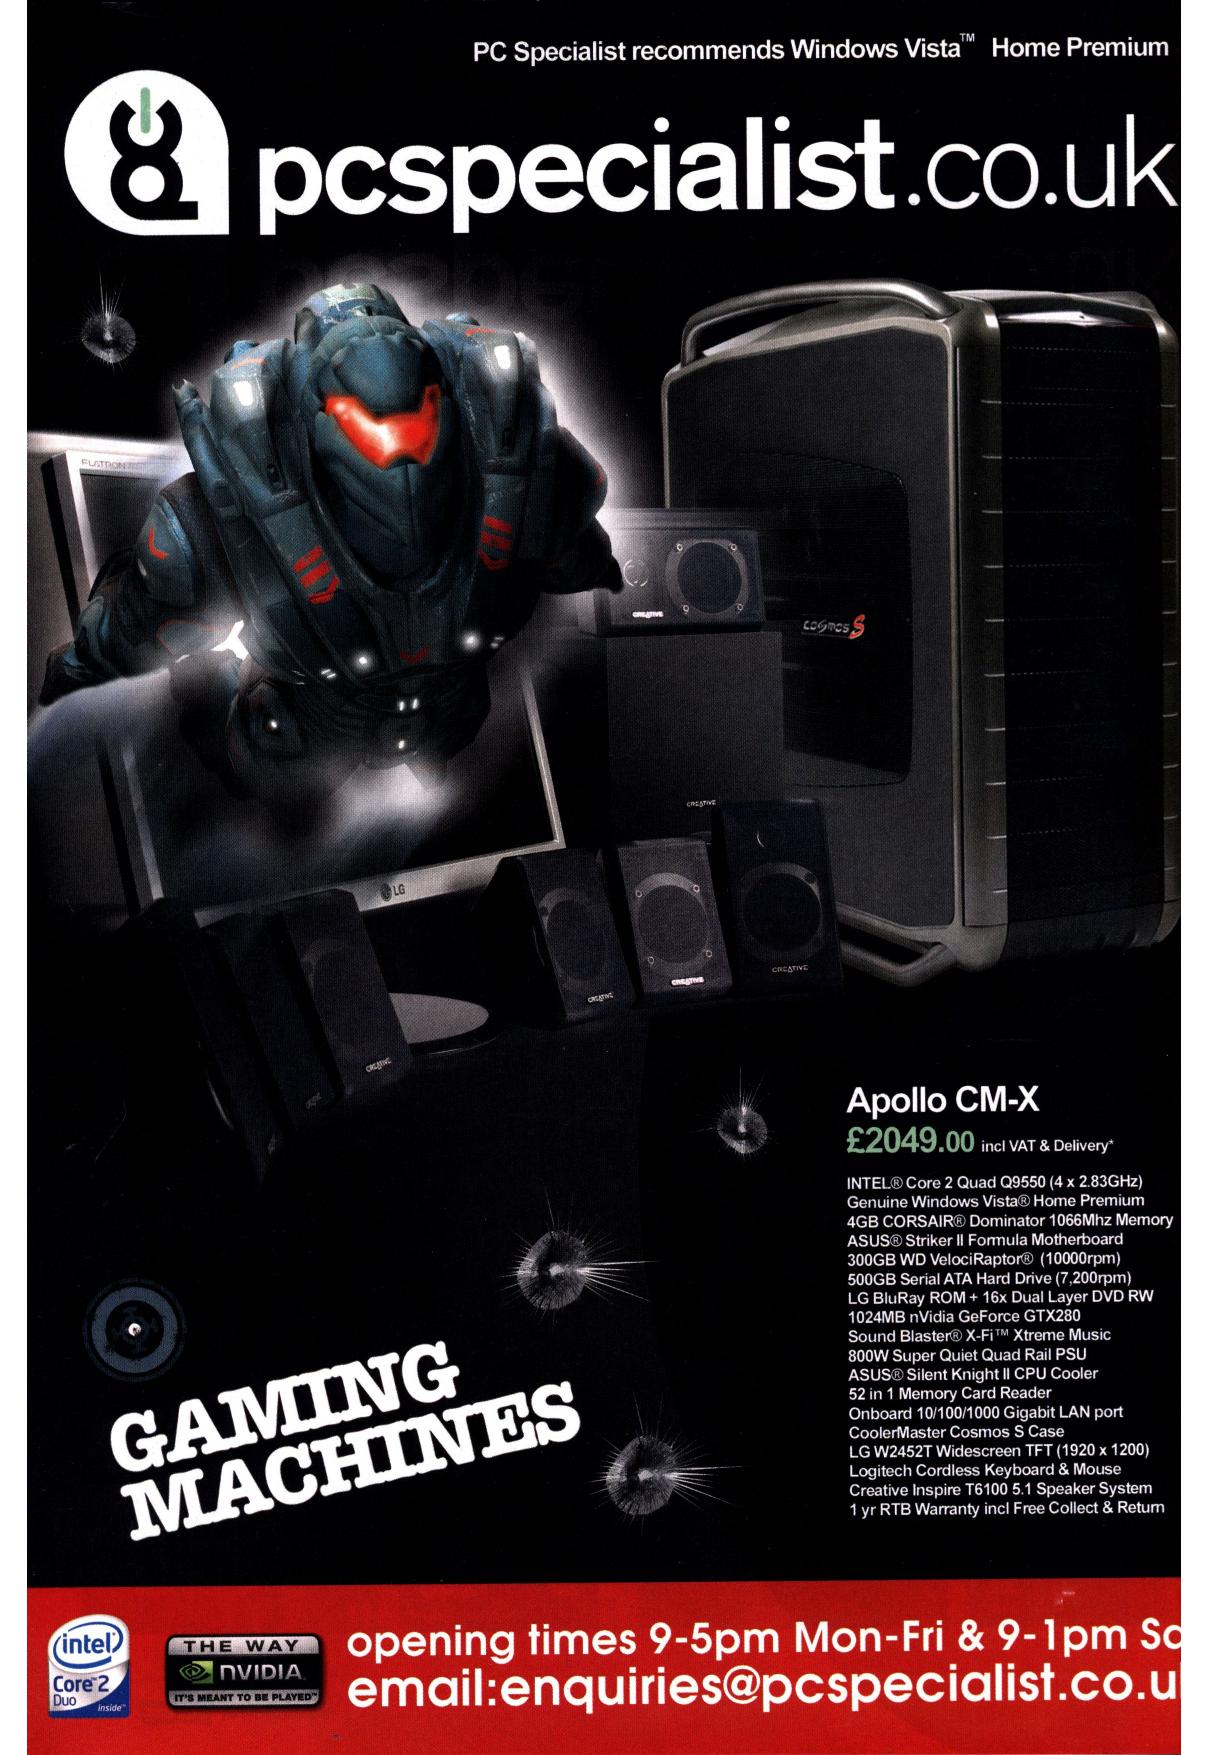 PC Specialist recommends Windows Vista™ Home Premium
pcspecialist.co.uk
FLATRON
CREATIVE
COSMOS S
CREATIVE
LG
CREATIVE
CREATIVE
CREATIVE
CREATIVE
Apollo CM-X
£2049.00 incl VAT & Delivery*
INTEL® Core 2 Quad Q9550 (4 x 2.83GHz)
Genuine Windows Vista® Home Premium
4GB CORSAIR® Dominator 1066Mhz Memory
ASUS® Striker II Formula Motherboard
300GB WD VelociRaptor® (10000rpm)
500GB Serial ATA Hard Drive (7,200rpm)
LG BluRay ROM + 16x Dual Layer DVD RW
1024MB nVidia GeForce GTX280
Sound Blaster® X-Fi™ Xtreme Music
800W Super Quiet Quad Rail PSU
ASUS® Silent Knight II CPU Cooler
52 in 1 Memory Card Reader
Onboard 10/100/1000 Gigabit LAN port
CoolerMaster Cosmos S Case
LG W2452T Widescreen TFT (1920 x 1200)
Logitech Cordless Keyboard & Mouse
Creative Inspire T6100 5.1 Speaker System
1 yr RTB Warranty incl Free Collect & Return
GAMING
MACHINES
intel
Core™2
Duo
inside™
THE WAY
NVIDIA
IT'S MEANT TO BE PLAYED™
opening times 9-5pm Mon-Fri & 9-1pm Sa
email:enquiries@pcspecialist.co.u